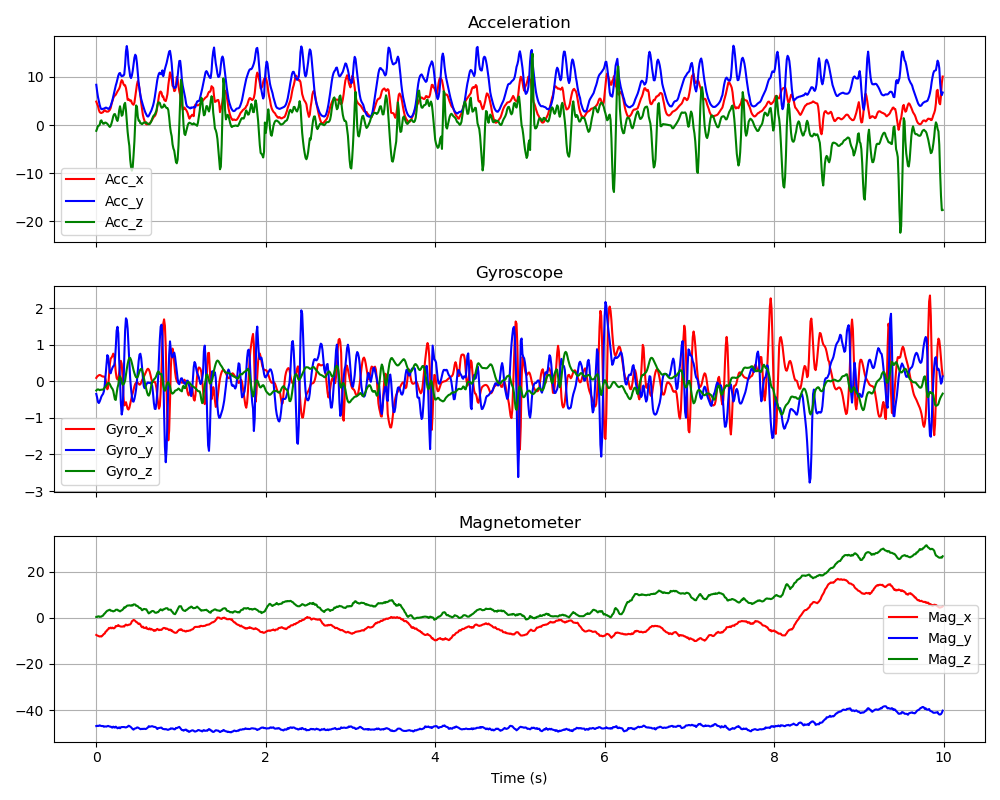 Acceleration
10
0
−10
−20
Acc_x
Acc_y
Acc_z
Gyroscope
2
1
0
−1
−2
−3
Gyro_x
Gyro_y
Gyro_z
Magnetometer
20
0
−20
−40
Mag_x
Mag_y
Mag_z
0 2 4 6 8 10
Time (s)